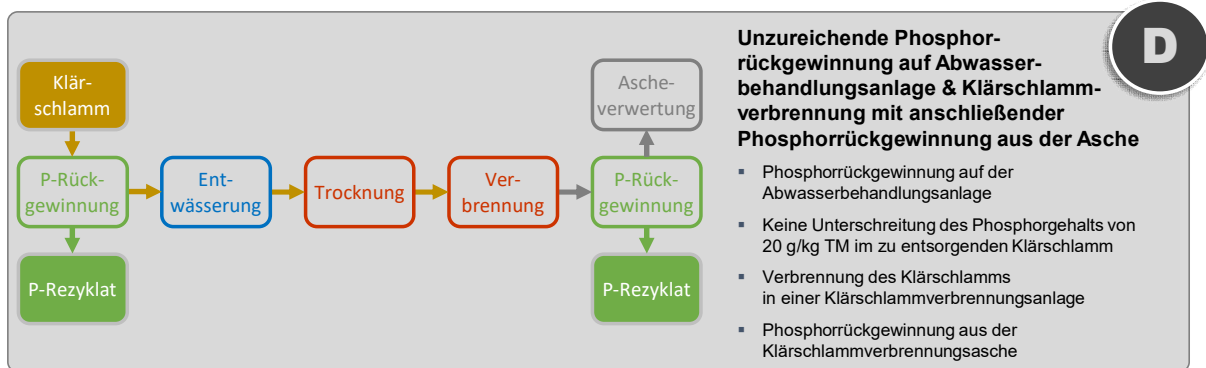 Klär-
schlamm
P-Rück-
gewinnung
Ent-
wässerung
Trocknung
Ver-
brennung
P-Rück-
gewinnung
Asche-
verwertung
P-Rezyklat
P-Rezyklat
Unzureichende Phosphor-
rückgewinnung auf Abwasser-
behandlungsanlage & Klärschlamm-
verbrennung mit anschließender
Phosphorrückgewinnung aus der Asche
D
▪ Phosphorrückgewinnung auf der
Abwasserbehandlungsanlage
▪ Keine Unterschreitung des Phosphorgehalts von
20 g/kg TM im zu entsorgenden Klärschlamm
▪ Verbrennung des Klärschlamms
in einer Klärschlammverbrennungsanlage
▪ Phosphorrückgewinnung aus der
Klärschlammverbrennungsasche